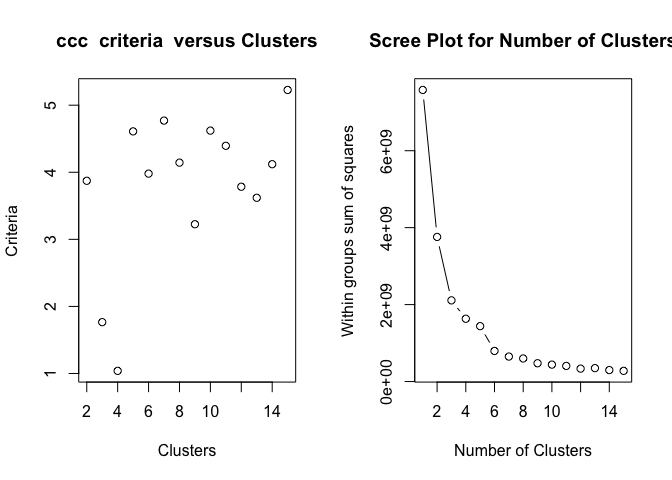 ccc criteria versus Clusters
Criteria
5
4
3
2
1
2 4 6 8 10 14
Clusters
Scree Plot for Number of Clusters
Within groups sum of squares
6e+09
4e+09
2e+09
0e+00
2 4 6 8 10 14
Number of Clusters